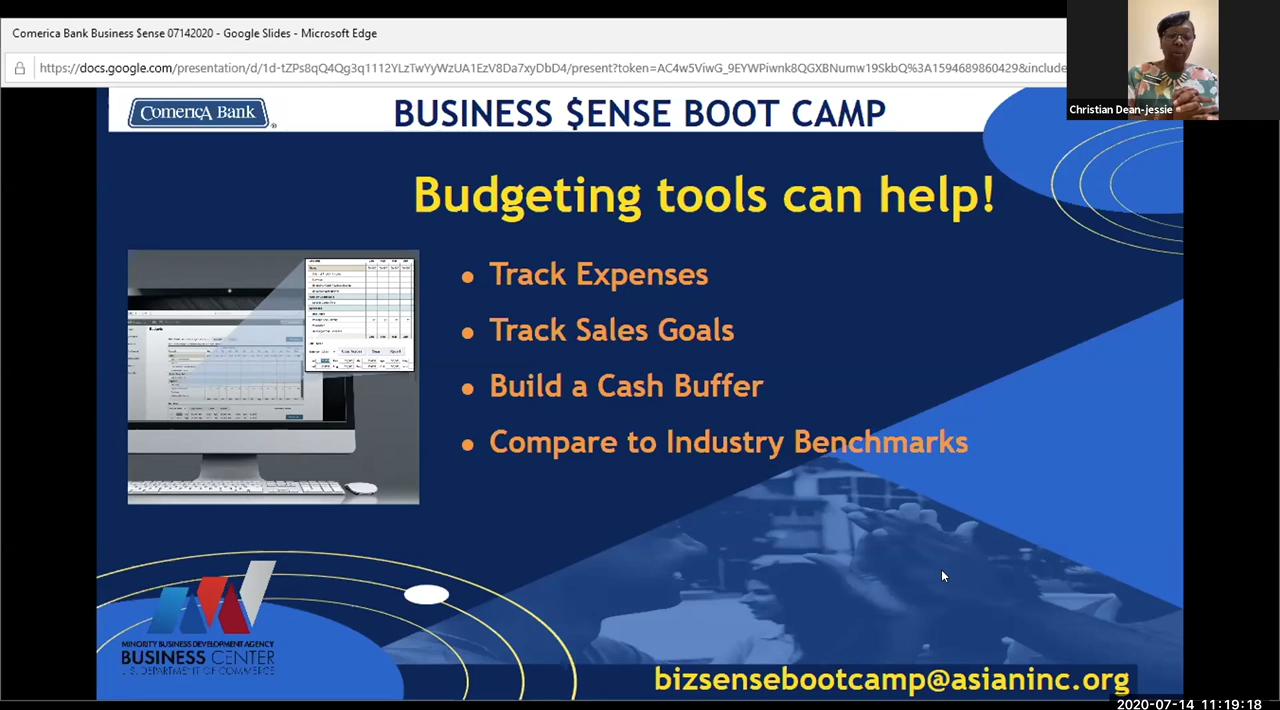 Comerica Bank Business $ense 07142020 - Google Slides - Microsoft Edge
https://docs.google.com/presentation/d/1d-tZPs8qQ4Qg3q1112YLzTwYyWzUA1EzV8Da7xyDbD4/present?token=AC4w5ViwG_9EYWPiwnk8QGXBNumw19SkbQ%3A1594689860429&include
Christian Dean-jessie
Comerica Bank®
BUSINESS $ENSE BOOT CAMP
Budgeting tools can help!
• Track Expenses
• Track Sales Goals
• Build a Cash Buffer
• Compare to Industry Benchmarks
MINORITY BUSINESS DEVELOPMENT AGENCY
BUSINESS CENTER
U.S. DEPARTMENT OF COMMERCE
bizsensebootcamp@asianinc.org
2020-07-14 11:19:18